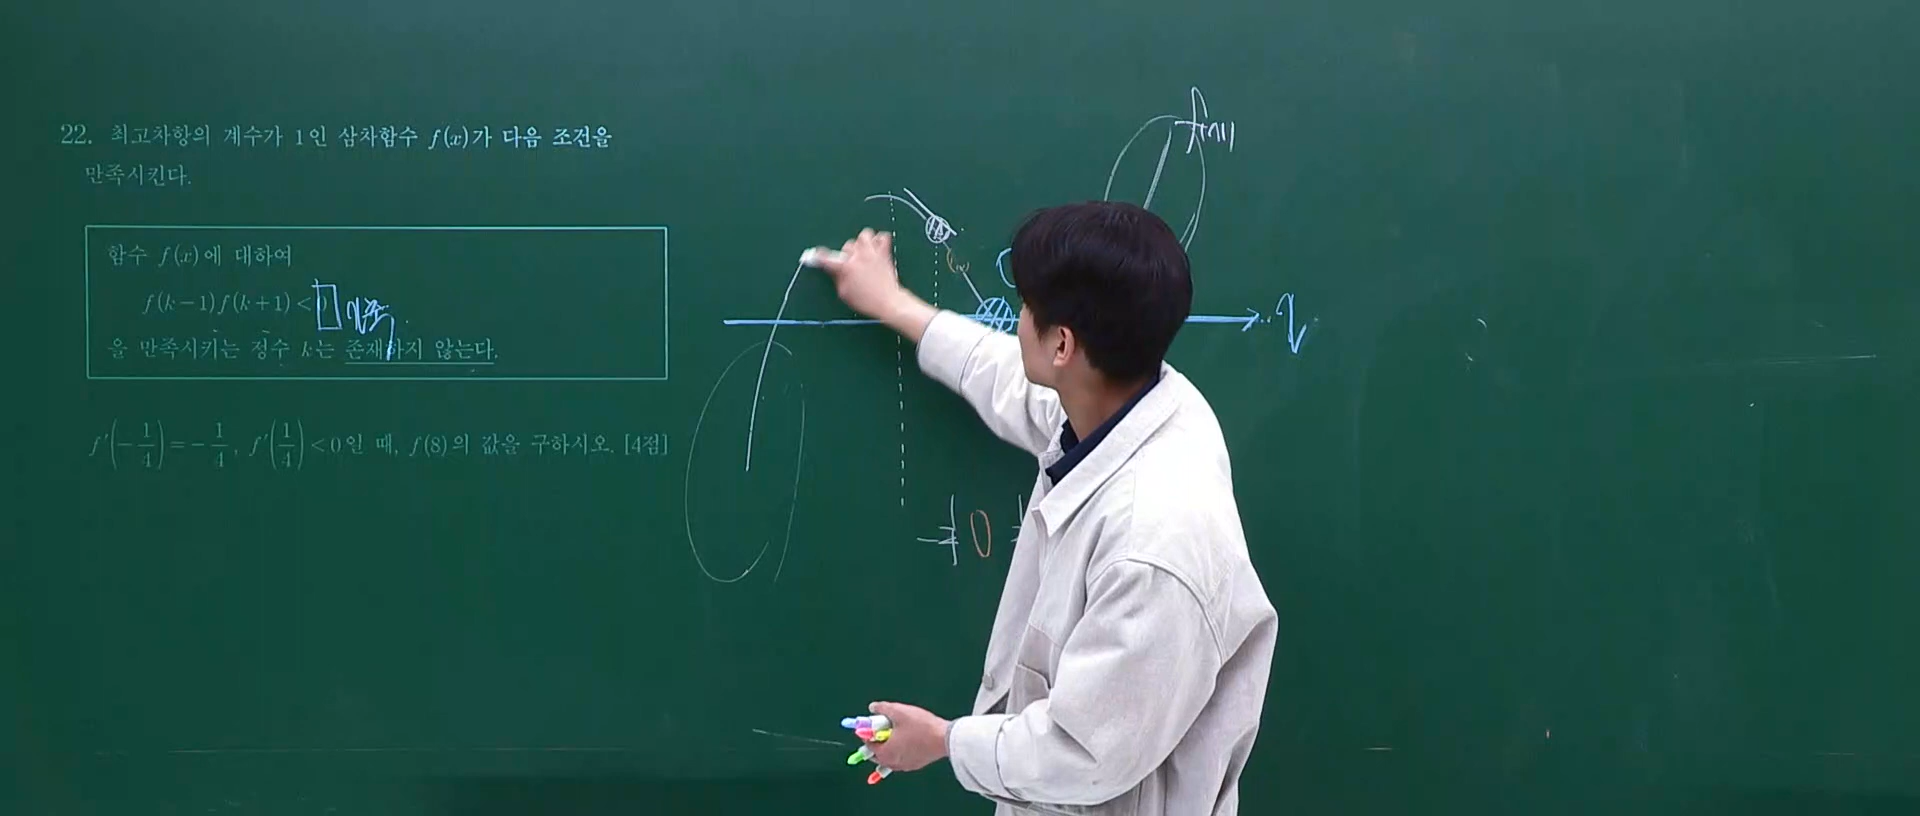 22. 최고차항의 계수가 1인 삼차함수 f(x)가 다음 조건을
만족시킨다.
함수 f(x)에 대하여
f(k-1)f(k+1)<
을 만족시키는 정수 k는 존재하지 않는다.
f'(-1/4)=-1/4, f'(1/4)<0일 때, f(8)의 값을 구하시오. [4점]
0